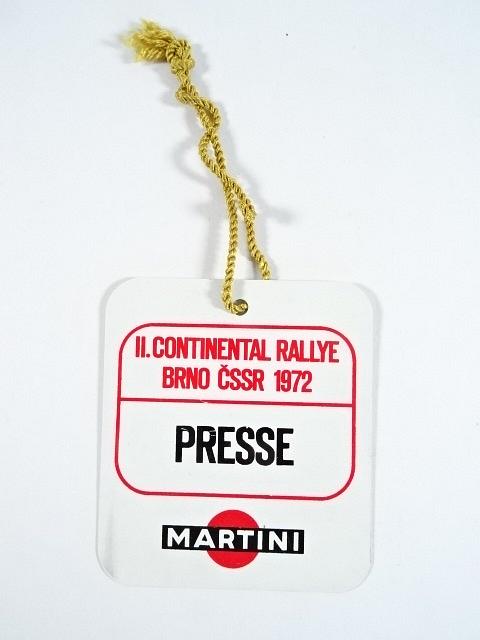 II. CONTINENTAL RALLYE
BRNO ČSSR 1972
PRESSE
MARTINI